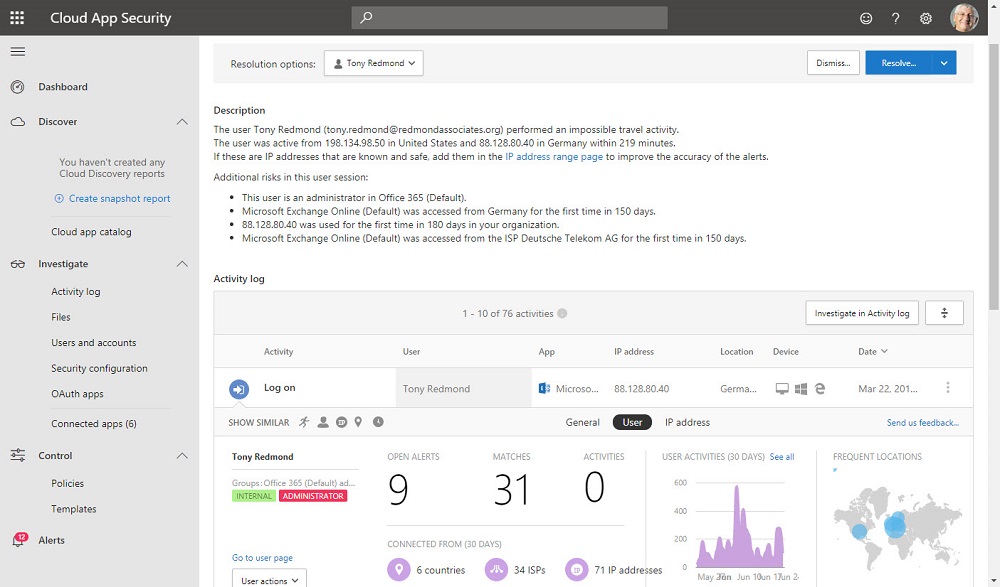 Cloud App Security
?
Resolution options:
Tony Redmond
Dismiss...
Resolve...
Dashboard
Discover
You haven't created any
Cloud Discovery reports
Create snapshot report
Cloud app catalog
Investigate
Activity log
Files
Users and accounts
Security configuration
OAuth apps
Connected apps (6)
Control
Policies
Templates
12
Alerts
Description
The user Tony Redmond (tony.redmond@redmondassociates.org) performed an impossible travel activity.
The user was active from 198.134.98.50 in United States and 88.128.80.40 in Germany within 219 minutes.
If these are IP addresses that are known and safe, add them in the IP address range page to improve the accuracy of the alerts.
Additional risks in this user session:
• This user is an administrator in Office 365 (Default).
• Microsoft Exchange Online (Default) was accessed from Germany for the first time in 150 days.
• 88.128.80.40 was used for the first time in 180 days in your organization.
• Microsoft Exchange Online (Default) was accessed from the ISP Deutsche Telekom AG for the first time in 150 days.
Activity log
1 - 10 of 76 activities
Investigate in Activity log
Activity User App IP address Location Device Date
Log on Tony Redmond Microso... 88.128.80.40 Germa... Mar 22, 201...
SHOW SIMILAR
General User IP address
Send us feedback...
Tony Redmond
Groups: Office 365 (Default) ad...
INTERNAL ADMINISTRATOR
Go to user page
User actions
OPEN ALERTS MATCHES ACTIVITIES
9 31 0
CONNECTED FROM (30 DAYS)
6 countries 34 ISPs 71 IP addresses
USER ACTIVITIES (30 DAYS) See all
600
400
200
0
Jun 10
FREQUENT LOCATIONS